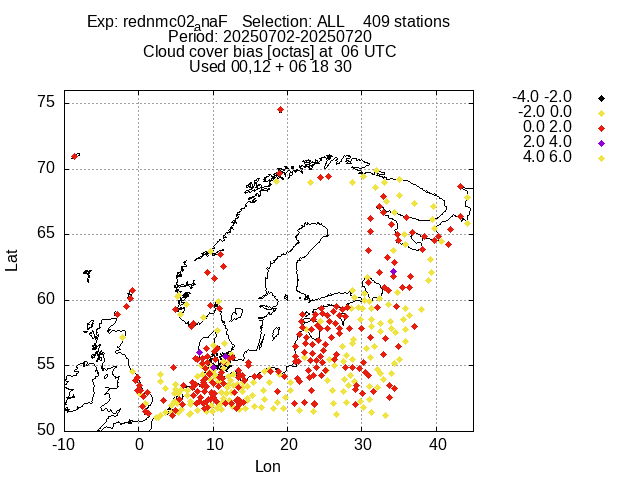 Exp: rednmc02_anaF   Selection: ALL    409 stations
Period: 20250702-20250720
Cloud cover bias [octas] at  06 UTC
Used 00,12 + 06 18 30
-4.0 -2.0
-2.0 0.0
0.0 2.0
2.0 4.0
4.0 6.0
Lat
75
70
65
60
55
50
-10 0 10 20 30 40
Lon